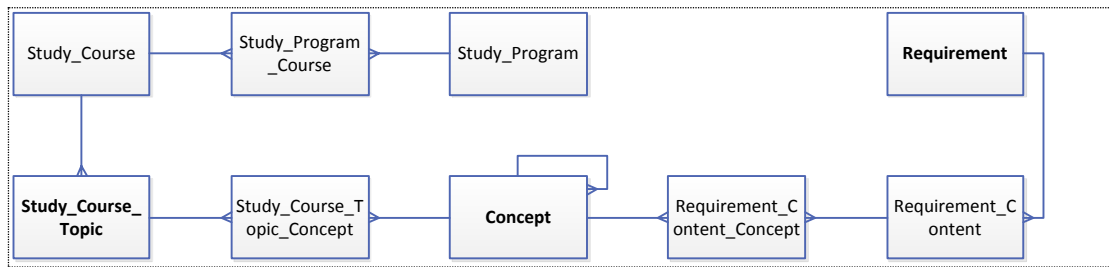 Study_Course
Study_Program
_Course
Study_Program
Requirement
Study_Course_
Topic
Study_Course_T
opic_Concept
Concept
Requirement_C
ontent_Concept
Requirement_C
ontent